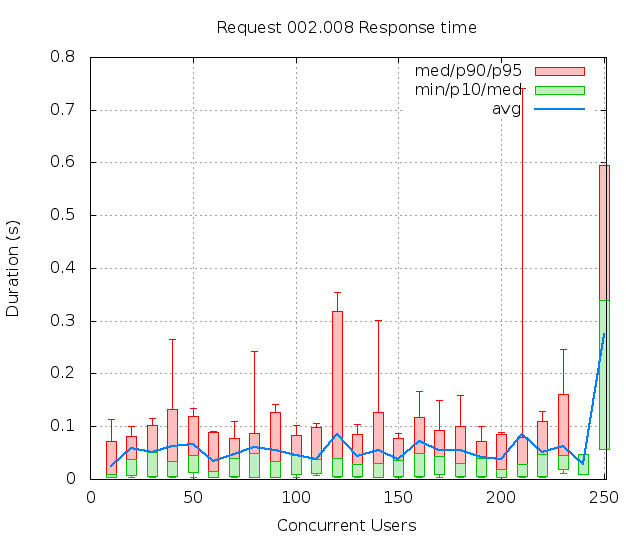 Request 002.008 Response time
med/p90/p95
min/p10/med
avg
Duration (s)
0.8
0.7
0.6
0.5
0.4
0.3
0.2
0.1
0
0 50 100 150 200 250
Concurrent Users